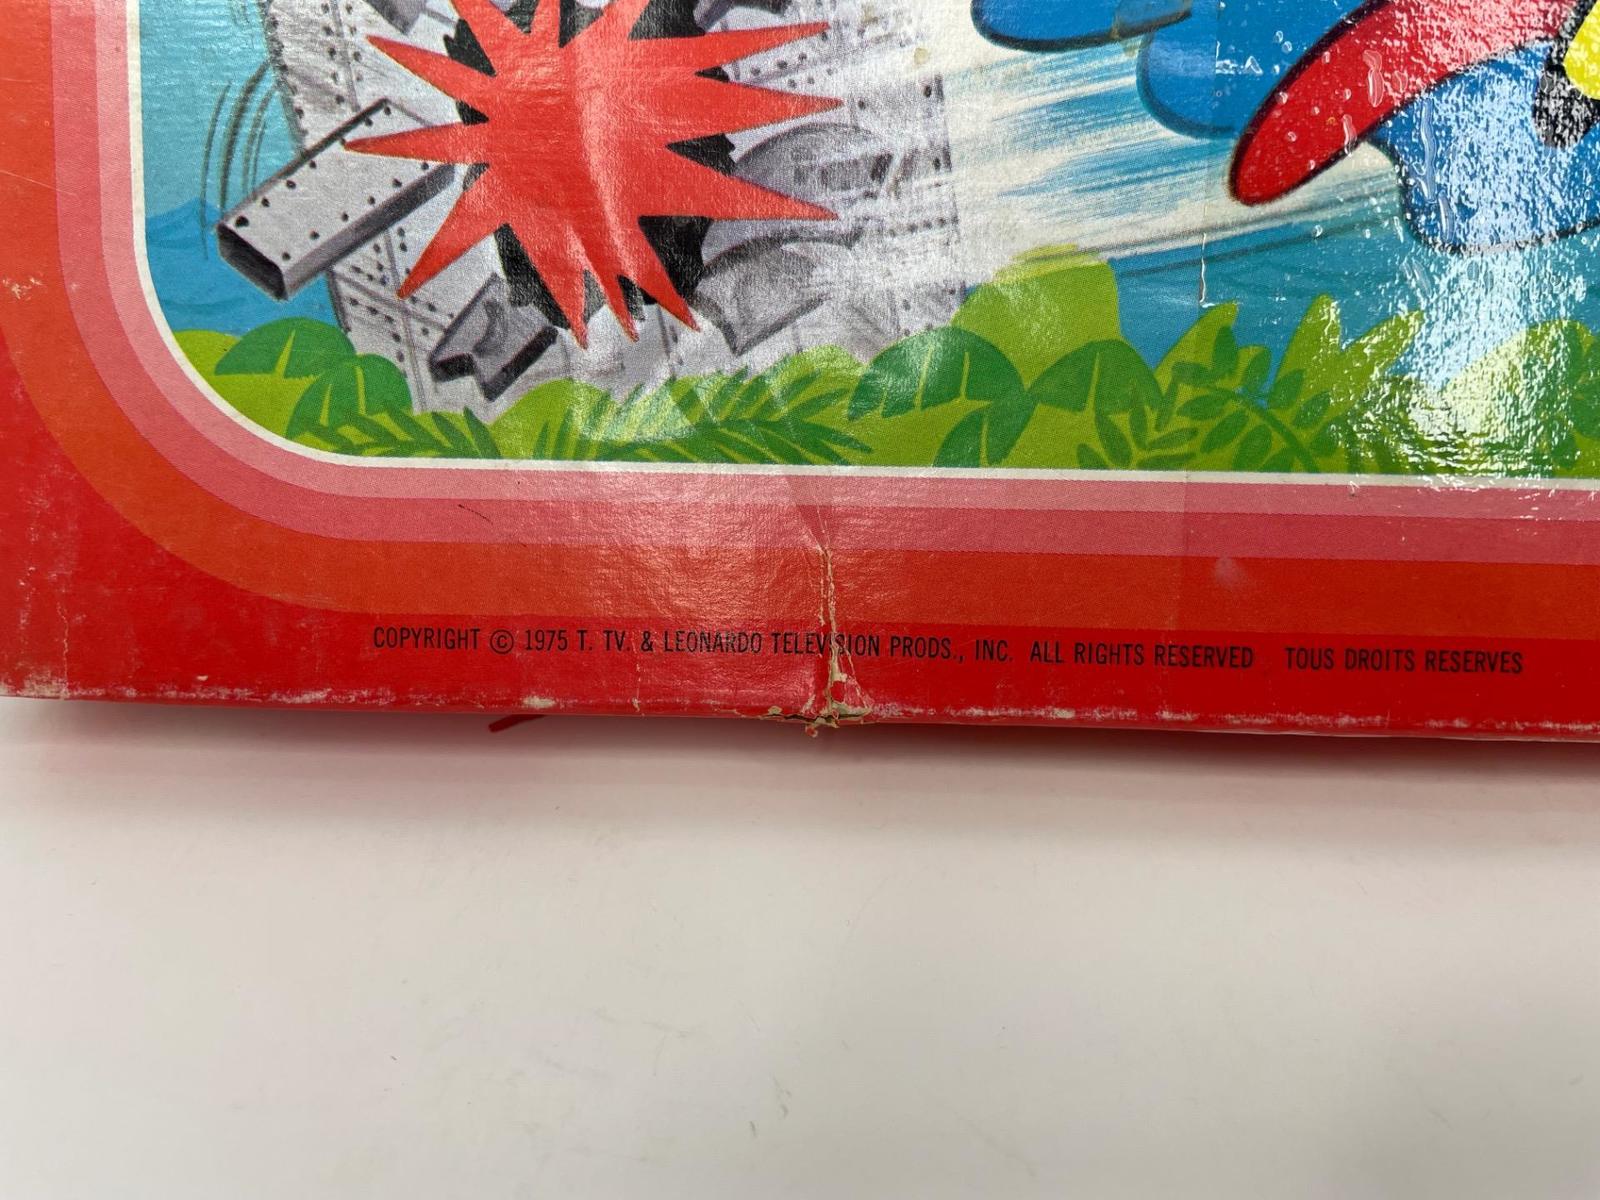 COPYRIGHT © 1975 T. TV. & LEONARDO TELEVISION PRODS., INC. ALL RIGHTS RESERVED TOUS DROITS RESERVES